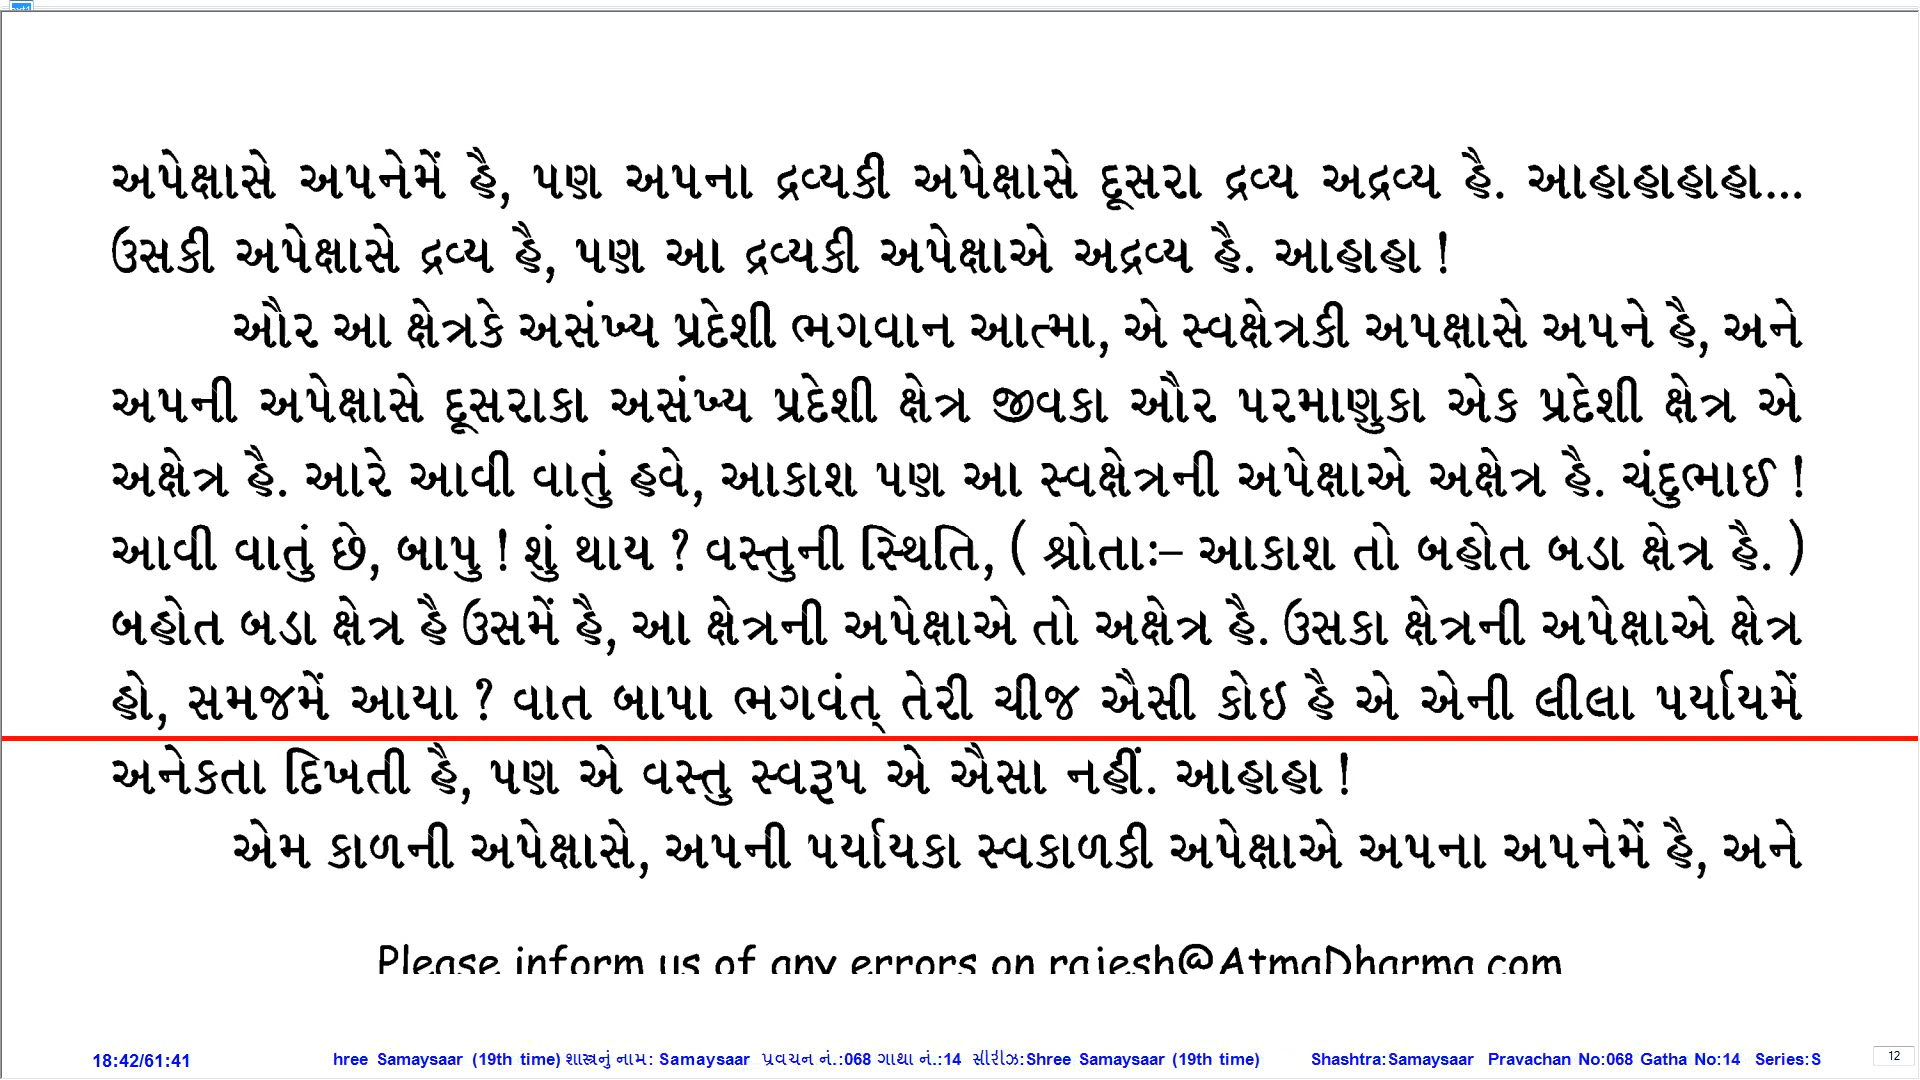 અપેક્ષાસે અપનેમેં હૈ, પણ અપના દ્રવ્યકી અપેક્ષાસે દૂસરા દ્રવ્ય અદ્રવ્ય હૈ. આહાહાહાહા...
ઉસકી અપેક્ષાસે દ્રવ્ય હૈ, પણ આ દ્રવ્યકી અપેક્ષાએ અદ્રવ્ય હૈ. આહાહા !
ઔર આ ક્ષેત્રકે અસંખ્ય પ્રદેશી ભગવાન આત્મા, એ સ્વક્ષેત્રકી અપક્ષાસે અપને હૈ, અને
અપની અપેક્ષાસે દૂસરાકા અસંખ્ય પ્રદેશી ક્ષેત્ર જીવકા ઔર પરમાણુકા એક પ્રદેશી ક્ષેત્ર એ
અક્ષેત્ર હૈ. આરે આવી વાતું હવે, આકાશ પણ આ સ્વક્ષેત્રની અપેક્ષાએ અક્ષેત્ર હૈ. ચંદુભાઈ !
આવી વાતું છે, બાપુ ! શું થાય ? વસ્તુની સ્થિતિ, ( શ્રોતાઃ– આકાશ તો બહોત બડા ક્ષેત્ર હૈ. )
બહોત બડા ક્ષેત્ર હૈ ઉસમેં હૈ, આ ક્ષેત્રની અપેક્ષાએ તો અક્ષેત્ર હૈ. ઉસકા ક્ષેત્રની અપેક્ષાએ ક્ષેત્ર
હો, સમજમેં આયા ? વાત બાપા ભગવંત્ તેરી ચીજ ઐસી કોઇ હૈ એ એની લીલા પર્યાયમેં
અનેકતા દિખતી હૈ, પણ એ વસ્તુ સ્વરૂપ એ ઐસા નહીં. આહાહા !
એમ કાળની અપેક્ષાસે, અપની પર્યાયકા સ્વકાળકી અપેક્ષાએ અપના અપનેમેં હૈ, અને
Please inform us of any errors on rajesh@AtmaDharma.com
18:42/61:41 hree Samaysaar (19th time) શાસ્ત્રનું નામ: Samaysaar પ્રવચન નં.:068 ગાથા નં.:14 સીરીઝ:Shree Samaysaar (19th time) Shashtra:Samaysaar Pravachan No:068 Gatha No:14 Series:S 12